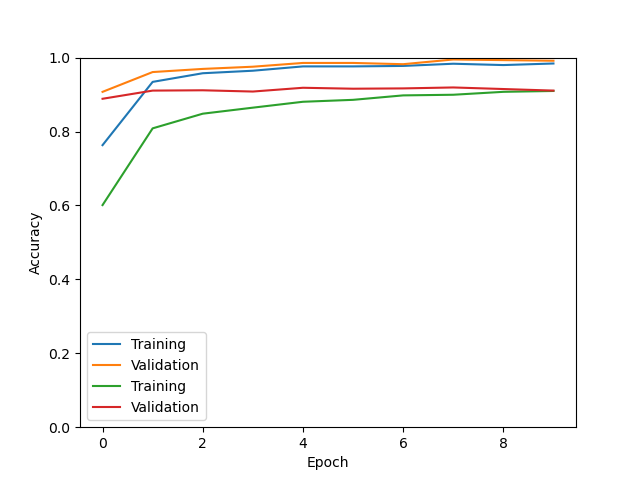 1.0
0.8
0.6
0.4
0.2
0.0
Accuracy
Training
Validation
Training
Validation
0 2 4 6 8
Epoch